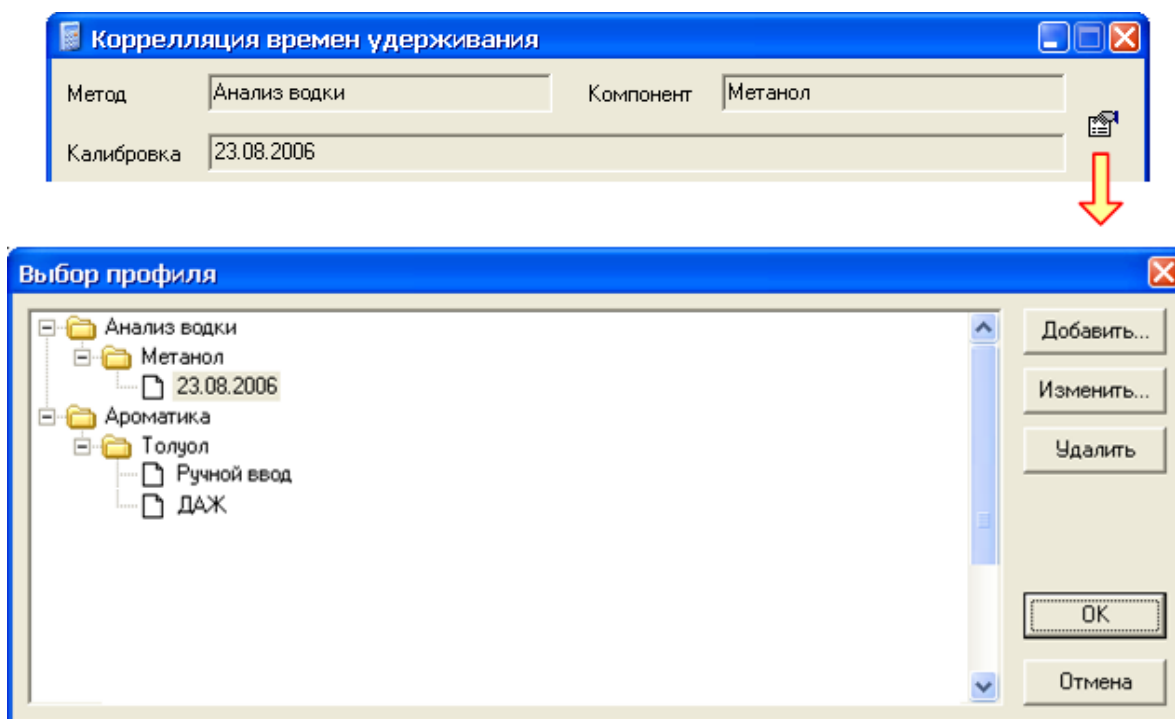 Коррелляция времен удерживания
Метод Анализ водки Компонент Метанол
Калибровка 23.08.2006
Выбор профиля
Анализ водки
Метанол
23.08.2006
Ароматика
Толуол
Ручной ввод
ДАЖ
Добавить...
Изменить...
Удалить
OK
Отмена